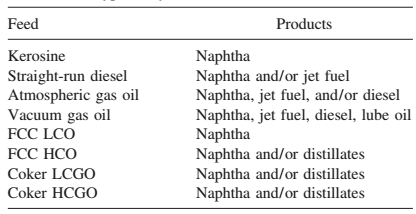 Feed Products
Kerosine Naphtha
Straight-run diesel Naphtha and/or jet fuel
Atmospheric gas oil Naphtha, jet fuel, and/or diesel
Vacuum gas oil Naphtha, jet fuel, diesel, lube oil
FCC LCO Naphtha
FCC HCO Naphtha and/or distillates
Coker LCGO Naphtha and/or distillates
Coker HCGO Naphtha and/or distillates